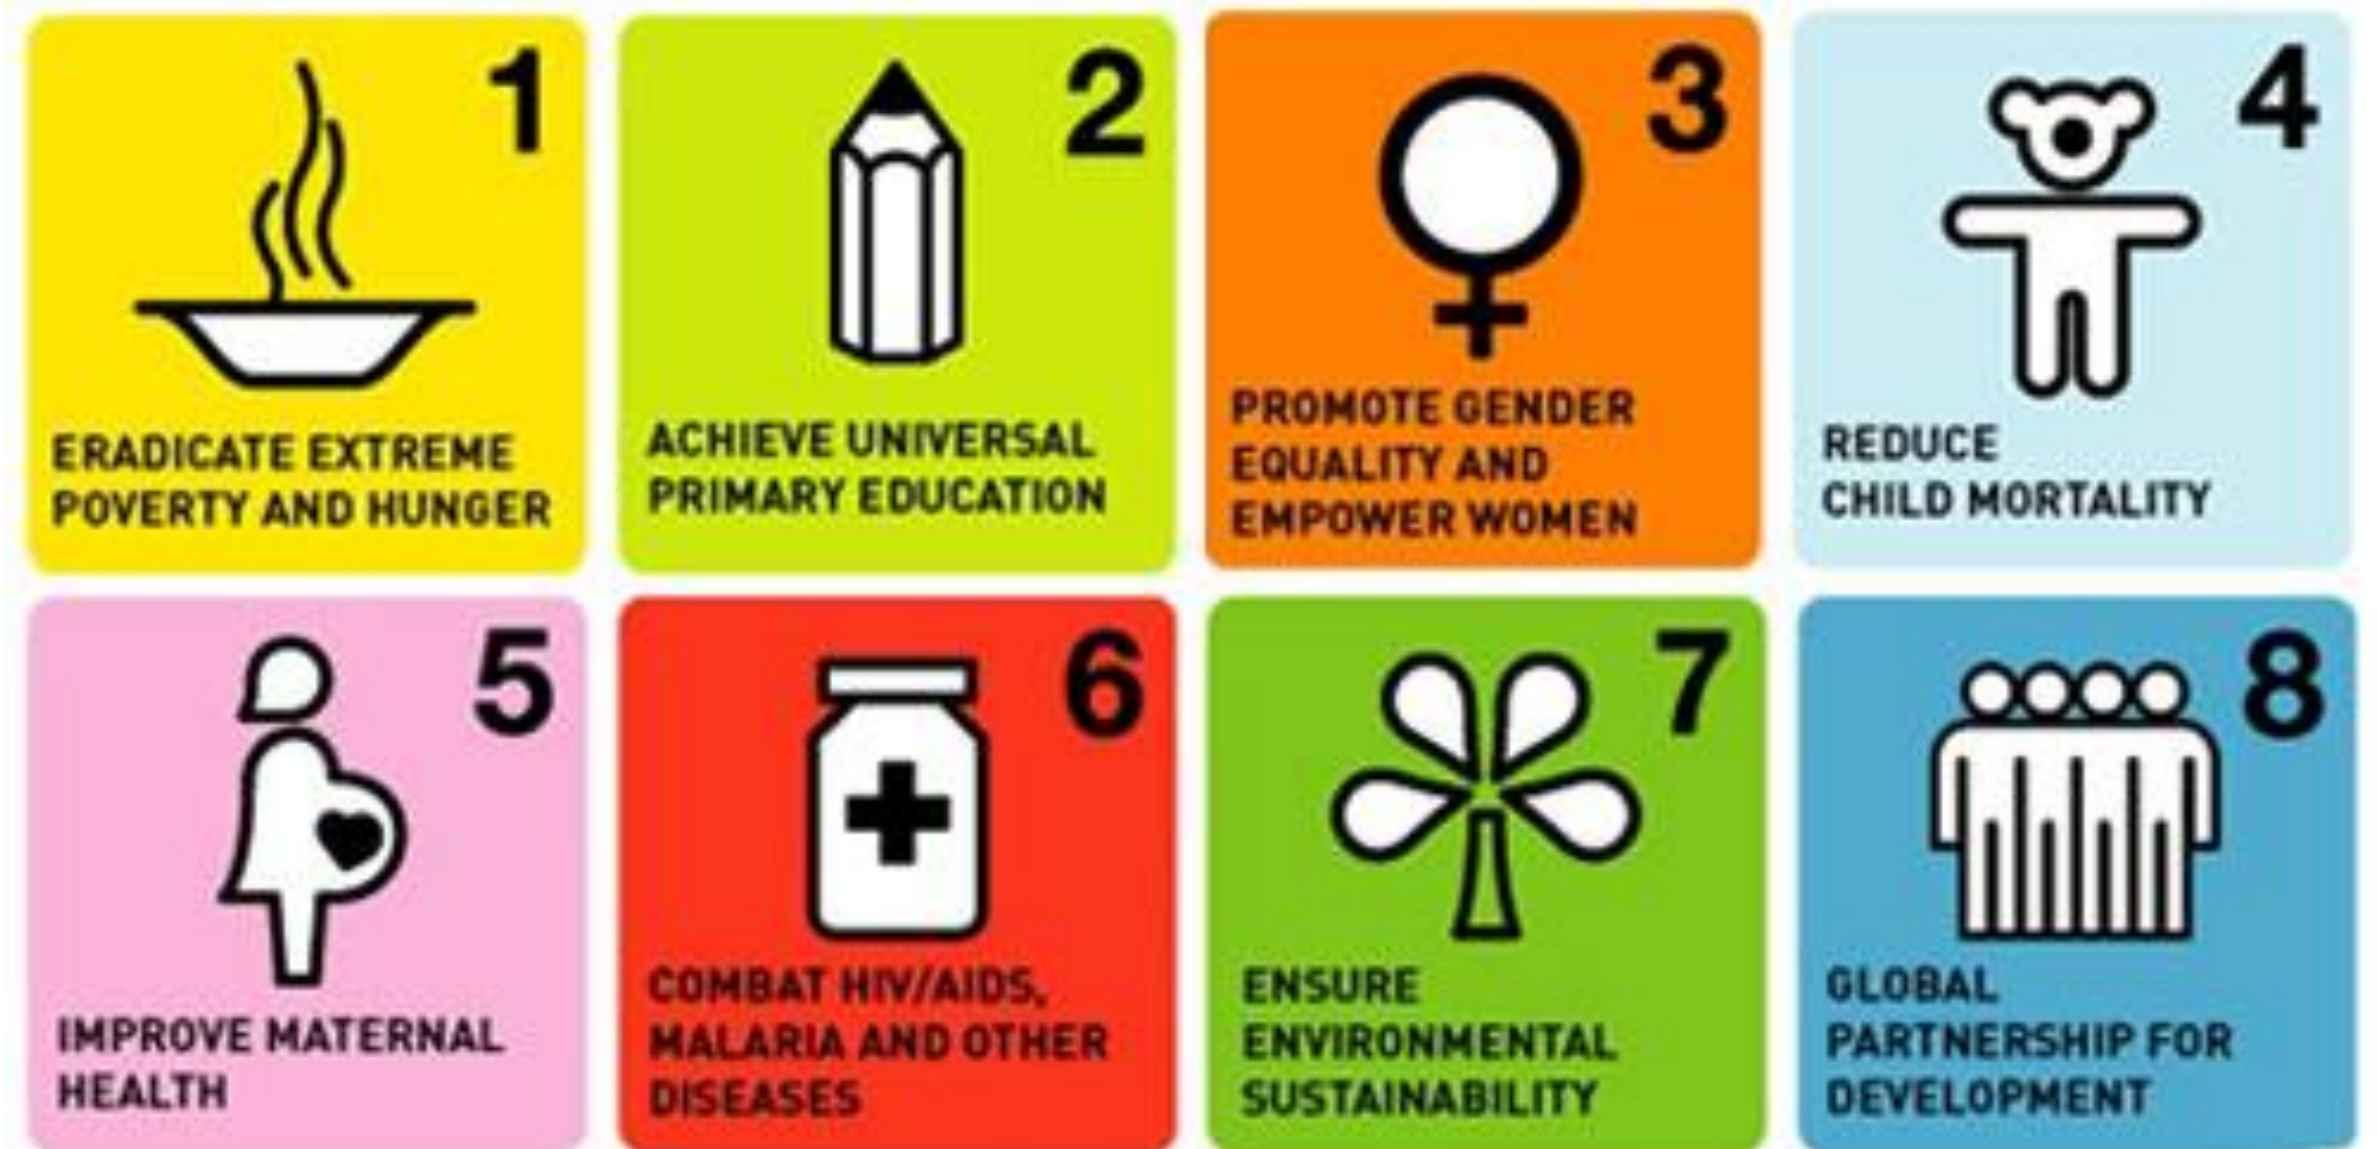 1
ERADICATE EXTREME
POVERTY AND HUNGER
2
ACHIEVE UNIVERSAL
PRIMARY EDUCATION
3
PROMOTE GENDER
EQUALITY AND
EMPOWER WOMEN
4
REDUCE
CHILD MORTALITY
5
IMPROVE MATERNAL
HEALTH
6
COMBAT HIV/AIDS,
MALARIA AND OTHER
DISEASES
7
ENSURE
ENVIRONMENTAL
SUSTAINABILITY
8
GLOBAL
PARTNERSHIP FOR
DEVELOPMENT